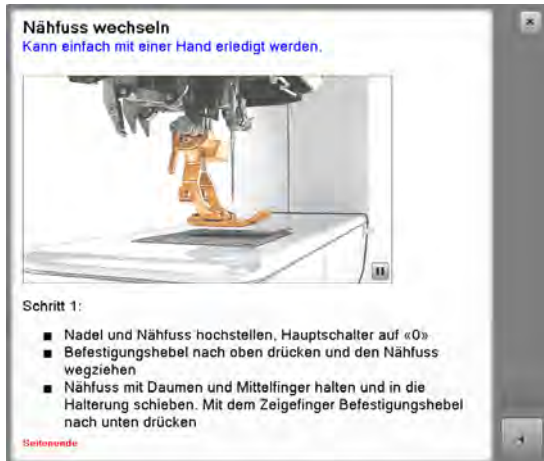 Nähfuss wechseln
Kann einfach mit einer Hand erledigt werden.
Schritt 1:
■ Nadel und Nähfuss hochstellen, Hauptschalter auf «0»
■ Befestigungshebel nach oben drücken und den Nähfuss
wegziehen
■ Nähfuss mit Daumen und Mittelfinger halten und in die
Halterung schieben. Mit dem Zeigefinger Befestigungshebel
nach unten drücken
Seitenende